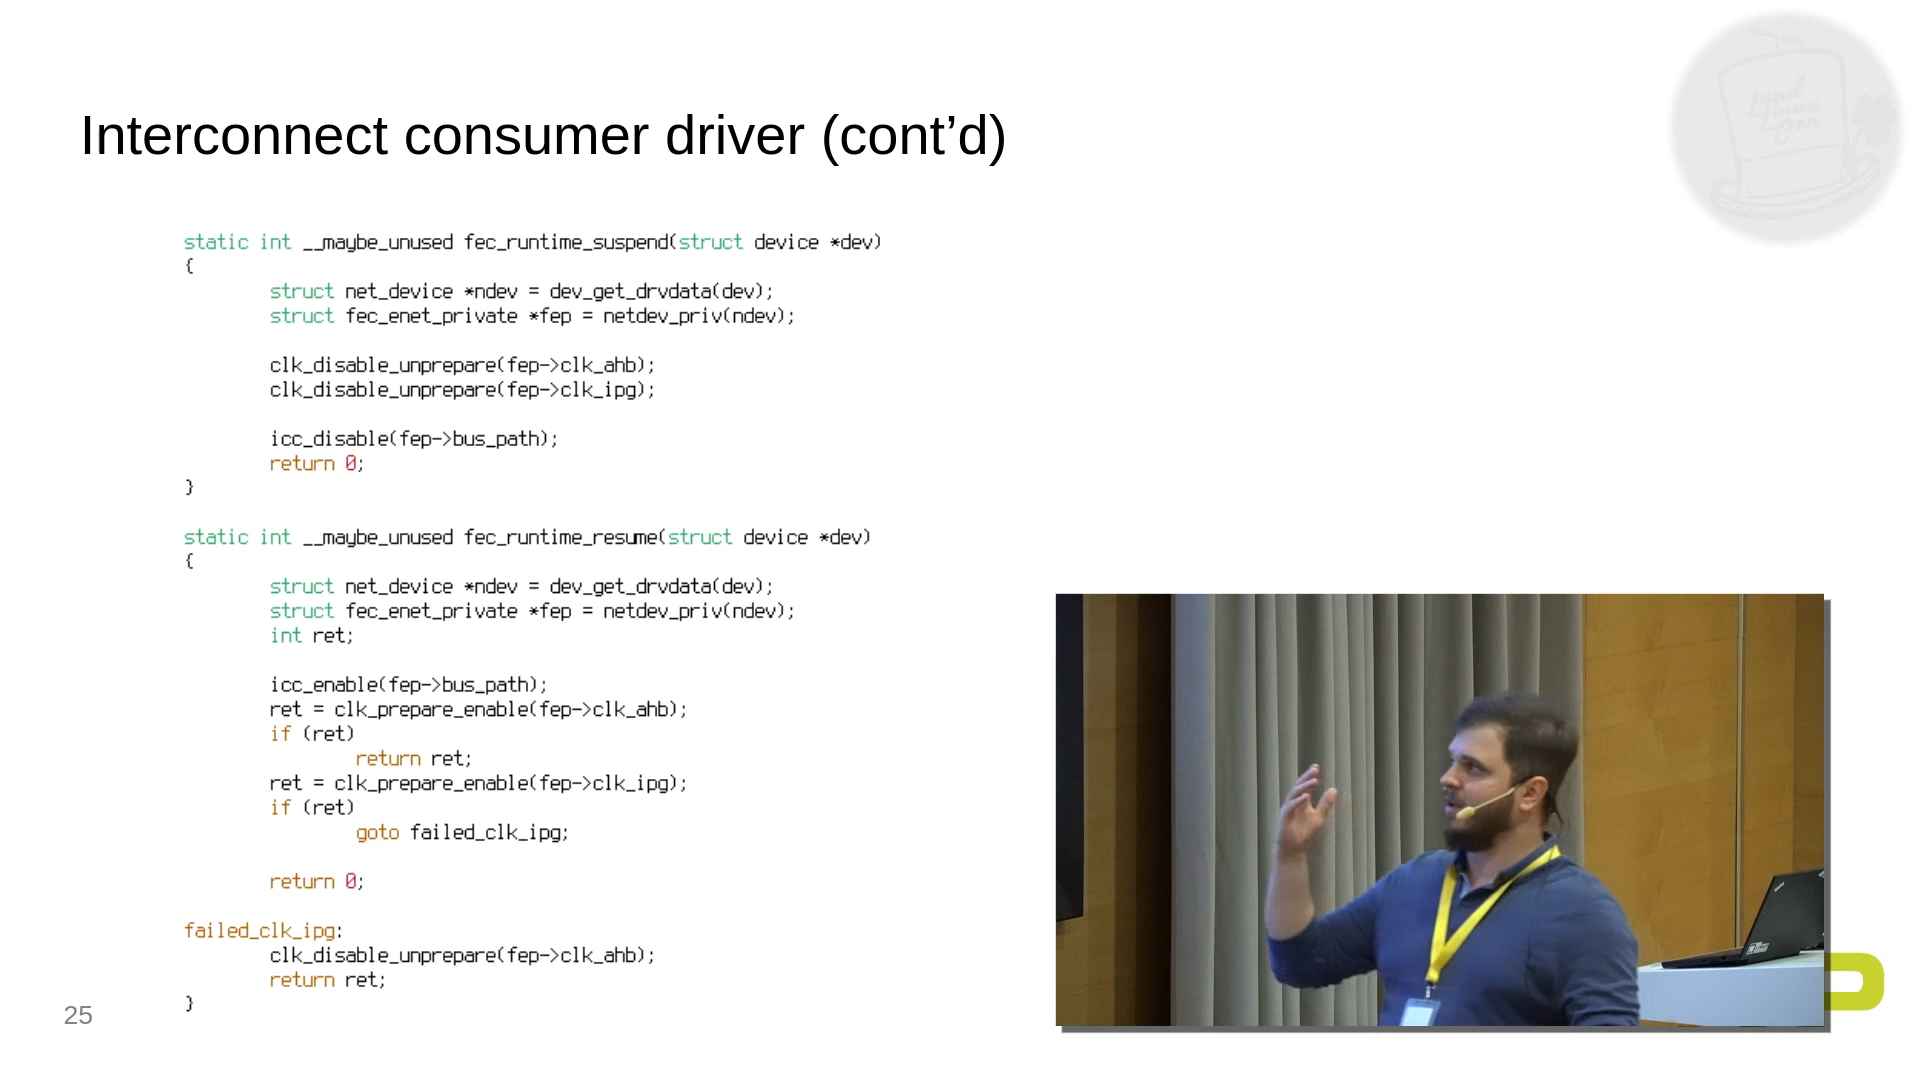 Lund
Linux
Con
Interconnect consumer driver (cont’d)
static int __maybe_unused fec_runtime_suspend(struct device *dev)
{
struct net_device *ndev = dev_get_drvdata(dev);
struct fec_enet_private *fep = netdev_priv(ndev);
clk_disable_unprepare(fep->clk_ahb);
clk_disable_unprepare(fep->clk_ipg);
icc_disable(fep->bus_path);
return 0;
}
static int __maybe_unused fec_runtime_resume(struct device *dev)
{
struct net_device *ndev = dev_get_drvdata(dev);
struct fec_enet_private *fep = netdev_priv(ndev);
int ret;
icc_enable(fep->bus_path);
ret = clk_prepare_enable(fep->clk_ahb);
if (ret)
return ret;
ret = clk_prepare_enable(fep->clk_ipg);
if (ret)
goto failed_clk_ipg;
return 0;
failed_clk_ipg:
clk_disable_unprepare(fep->clk_ahb);
return ret;
}
25